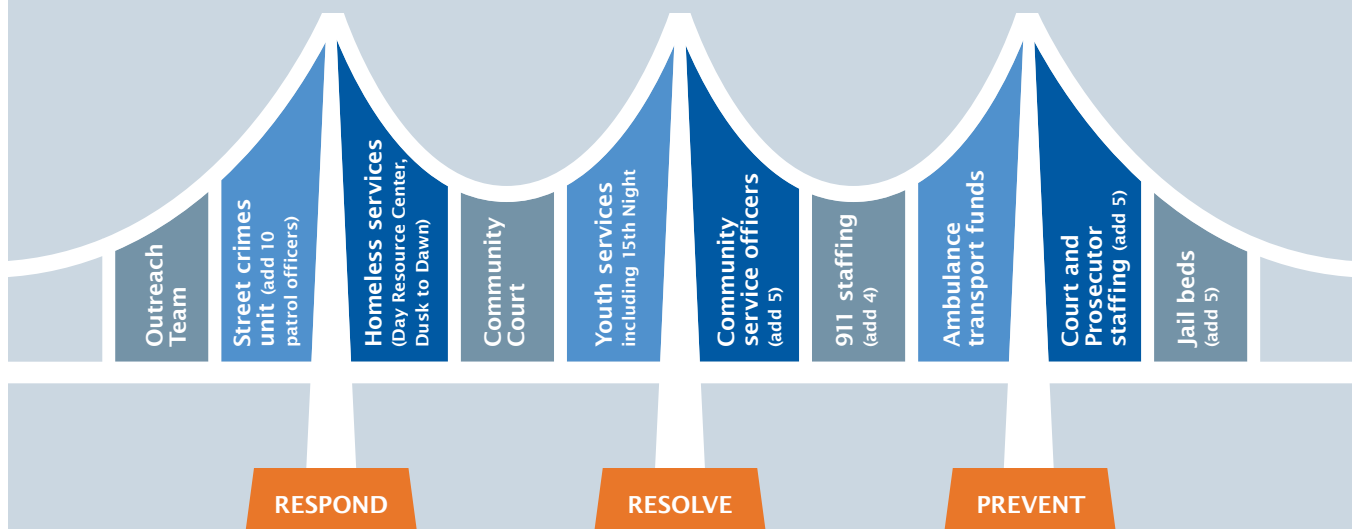 Outreach
Team
Street crimes
unit (add 10
patrol officers)
Homeless services
(Day Resource Center,
Dusk to Dawn)
Community
Court
Youth services
including 15th Night
Community
service officers
(add 5)
911 staffing
(add 4)
Ambulance
transport funds
Court and
Prosecutor
staffing (add 5)
Jail beds
(add 5)
RESPOND
RESOLVE
PREVENT